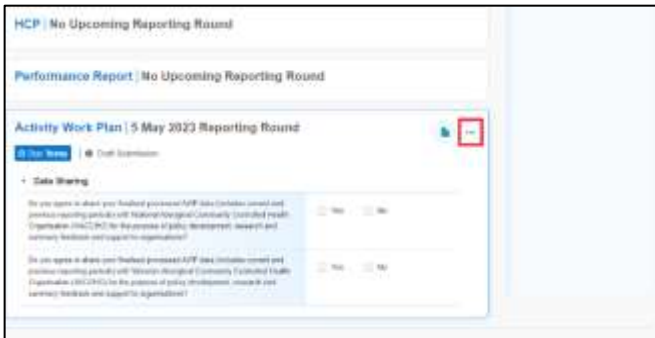 HCP | No Upcoming Reporting Round
Performance Report | No Upcoming Reporting Round
Activity Work Plan | 5 May 2023 Reporting Round
Draft Submission
Data Sharing
Do you agree to share your finalised processed AWP data (includes current and
previous reporting periods) with National Aboriginal Community Controlled Health
Organisation (NACCHO) for the purpose of policy development, research and
summary feedback and support to organisations?
Yes No
Do you agree to share your finalised processed AWP data (includes current and
previous reporting periods) with Aboriginal Community Controlled Health
Organisation for the purpose of policy development, research and
summary feedback and support to organisations?
Yes No